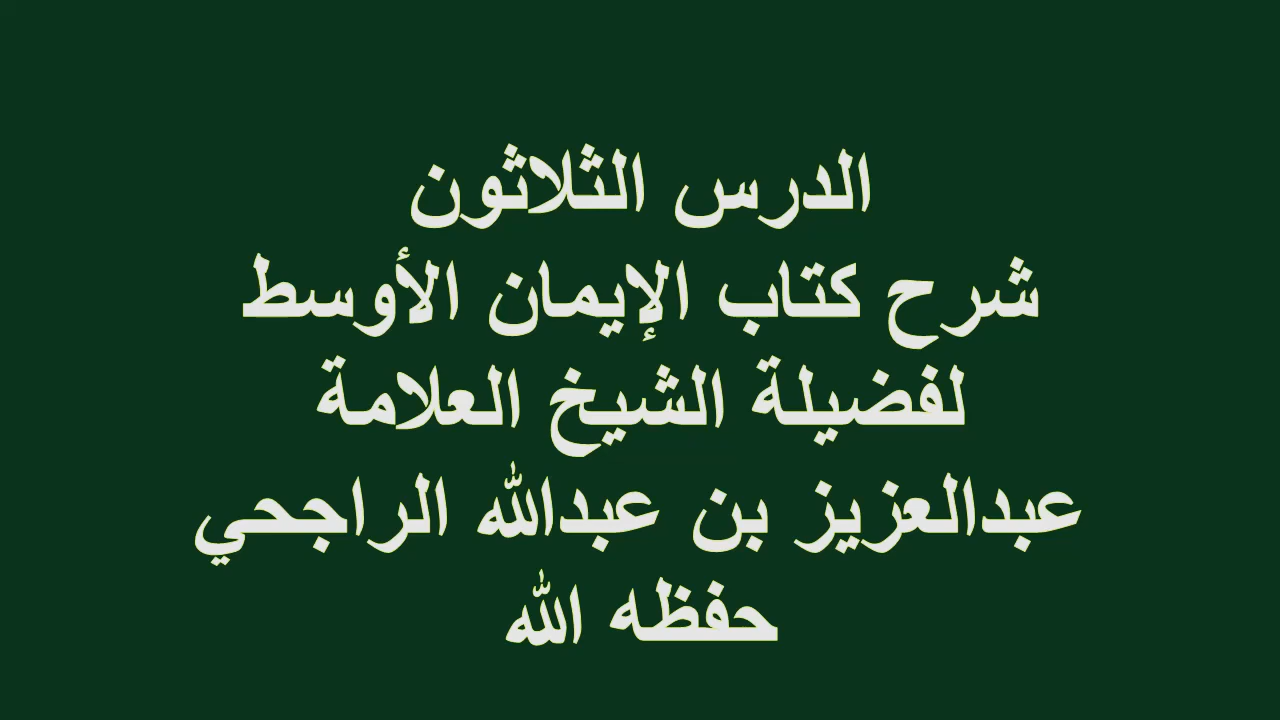 الدرس الثلاثون
شرح كتاب الإيمان الأوسط
لفضيلة الشيخ العلامة
عبدالعزيز بن عبدالله الراجحي
حفظه الله